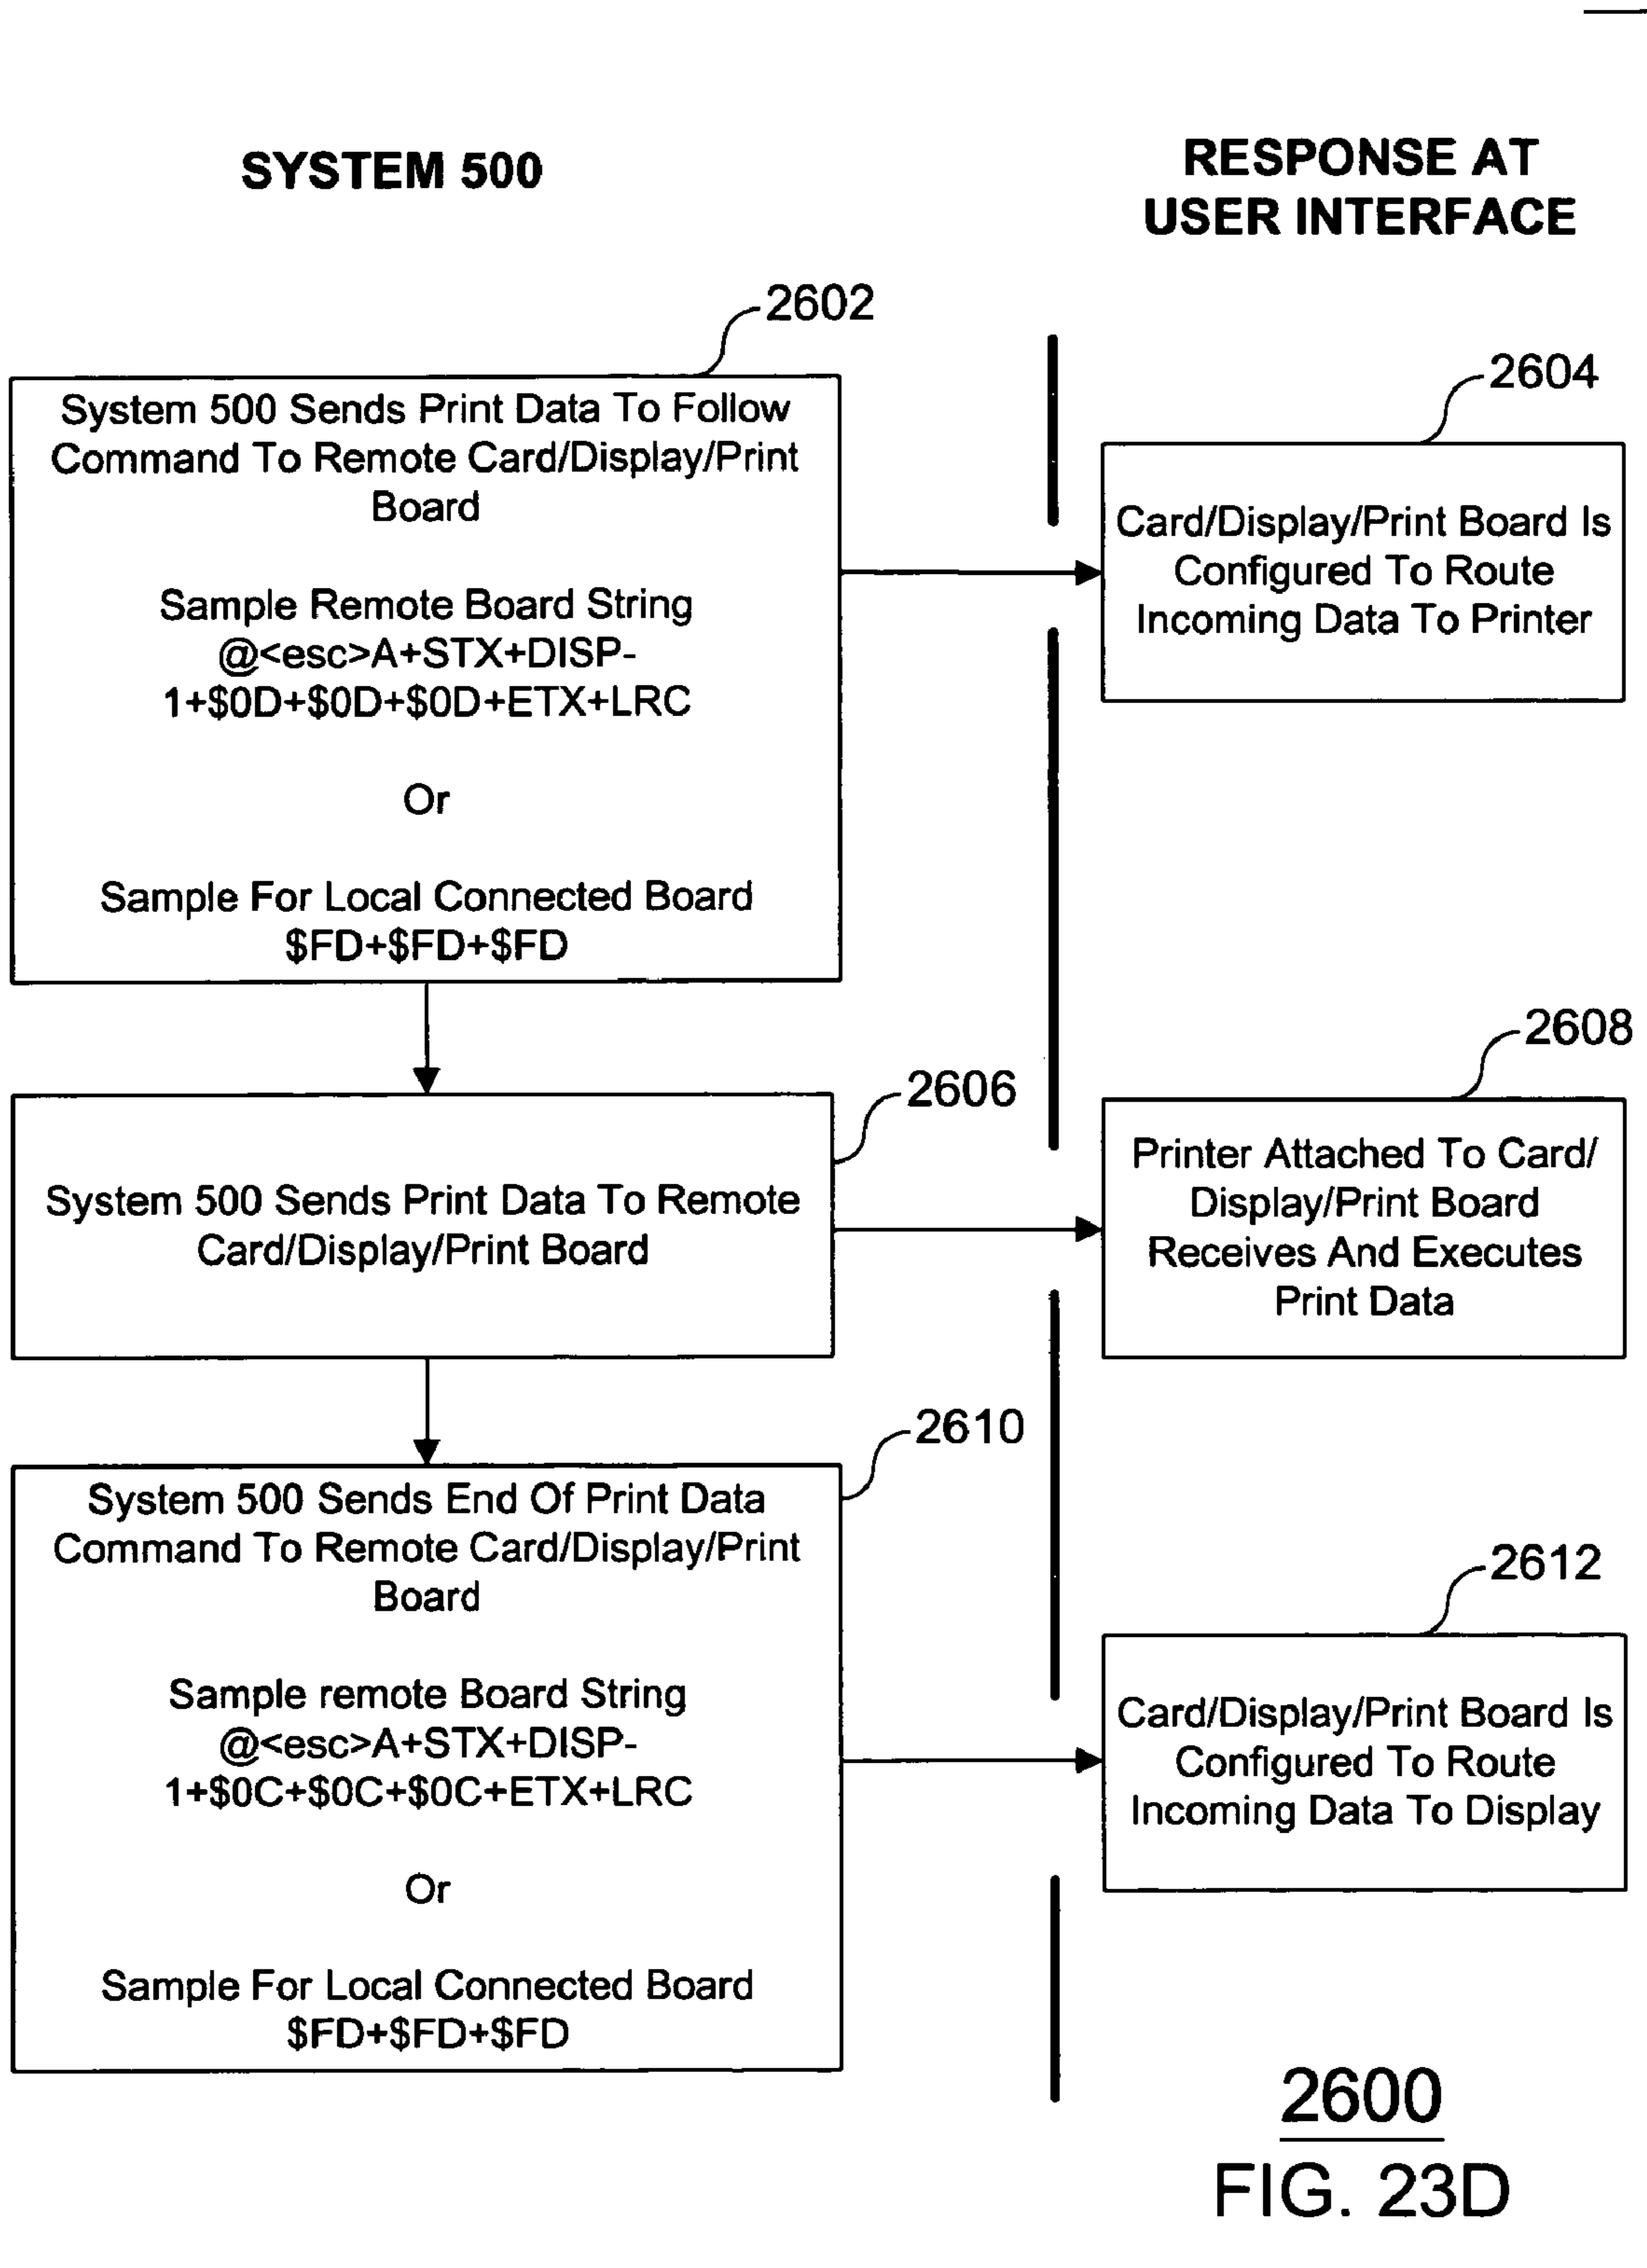 SYSTEM 500
RESPONSE AT
USER INTERFACE
2602
System 500 Sends Print Data To Follow
Command To Remote Card/Display/Print
Board
Sample Remote Board String
@<esc>A+STX+DISP-
1+$0D+$0D+$0D+ETX+LRC
Or
Sample For Local Connected Board
$FD+$FD+$FD
2604
Card/Display/Print Board Is
Configured To Route
Incoming Data To Printer
2606
System 500 Sends Print Data To Remote
Card/Display/Print Board
2608
Printer Attached To Card/
Display/Print Board
Receives And Executes
Print Data
2610
System 500 Sends End Of Print Data
Command To Remote Card/Display/Print
Board
Sample remote Board String
@<esc>A+STX+DISP-
1+$0C+$0C+$0C+ETX+LRC
Or
Sample For Local Connected Board
$FD+$FD+$FD
2612
Card/Display/Print Board Is
Configured To Route
Incoming Data To Display
2600
FIG. 23D